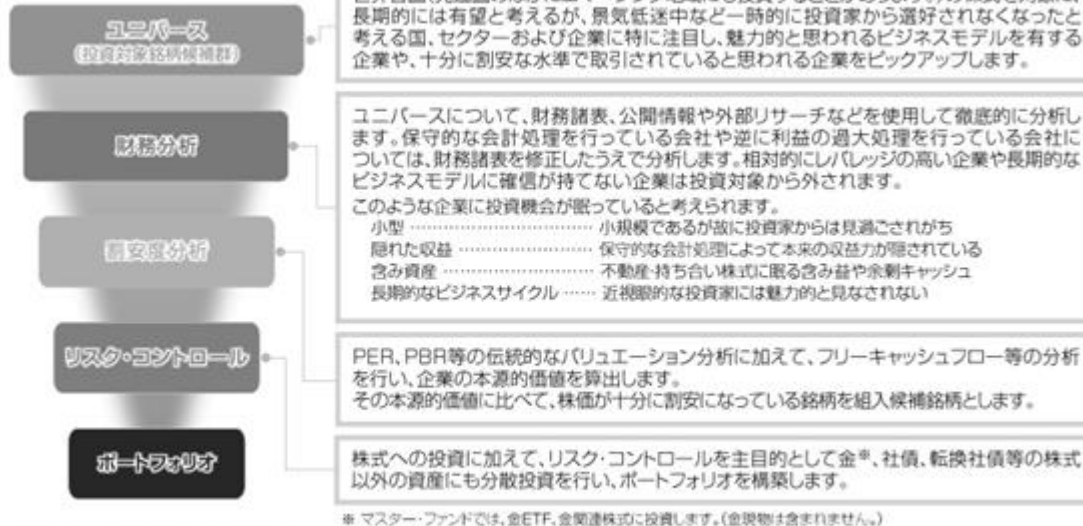 ユニバース
(投資対象銘柄候補群)
長期的には有望と考えるが、景気低迷中など一時的に投資家から選好されなくなったと
考える国、セクターおよび企業に特に注目し、魅力的と思われるビジネスモデルを有する
企業や、十分に割安な水準で取引されていると思われる企業をピックアップします。
財務分析
ユニバースについて、財務諸表、公開情報や外部リサーチなどを使用して徹底的に分析し
ます。保守的な会計処理を行っている会社や逆に利益の過大処理を行っている会社に
ついては、財務諸表を修正したうえで分析します。相対的にレバレッジの高い企業や長期的な
ビジネスモデルに確信が持てない企業は投資対象から外されます。
このような企業に投資機会が眠っていると考えられます。
小型 ………………………… 小規模であるが故に投資家からは見過ごされがち
隠れた収益 …………………… 保守的な会計処理によって本来の収益力が隠されている
含み資産 ……………………… 不動産・持ち合い株式に眠る含み益や余剰キャッシュ
長期的なビジネスサイクル …… 近視眼的な投資家には魅力的と見なされない
割安度分析
リスク・コントロール
PER、PBR等の伝統的なバリュエーション分析に加えて、フリーキャッシュフロー等の分析
を行い、企業の本源的価値を算出します。
その本源的価値に比べて、株価が十分に割安になっている銘柄を組入候補銘柄とします。
ポートフォリオ
株式への投資に加えて、リスク・コントロールを主目的として金※、社債、転換社債等の株式
以外の資産にも分散投資を行い、ポートフォリオを構築します。
※ マスター・ファンドでは、金ETF、金関連株式に投資します。(金現物は含まれません。)